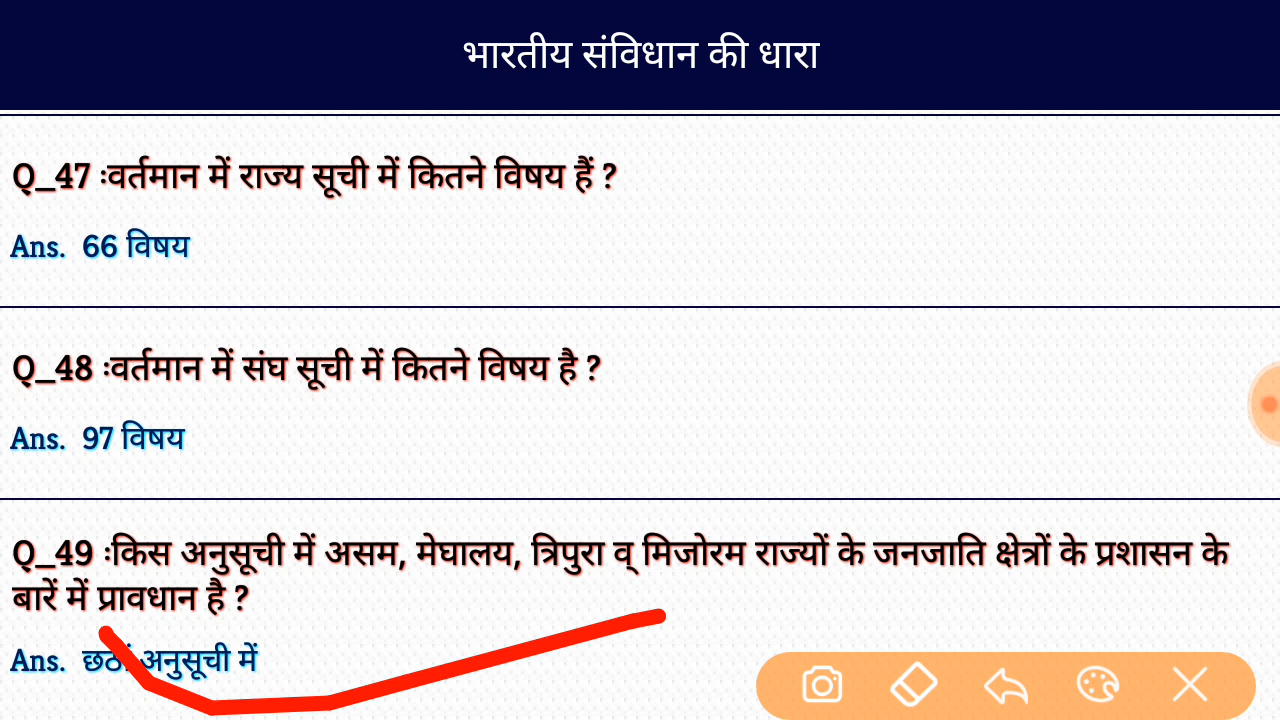 भारतीय संविधान की धारा
Q_47 :वर्तमान में राज्य सूची में कितने विषय हैं ?
Ans. 66 विषय
Q_48 :वर्तमान में संघ सूची में कितने विषय है ?
Ans. 97 विषय
Q_49 :किस अनुसूची में असम, मेघालय, त्रिपुरा व् मिजोरम राज्यों के जनजाति क्षेत्रों के प्रशासन के
बारें में प्रावधान है ?
Ans. अनुसूची में